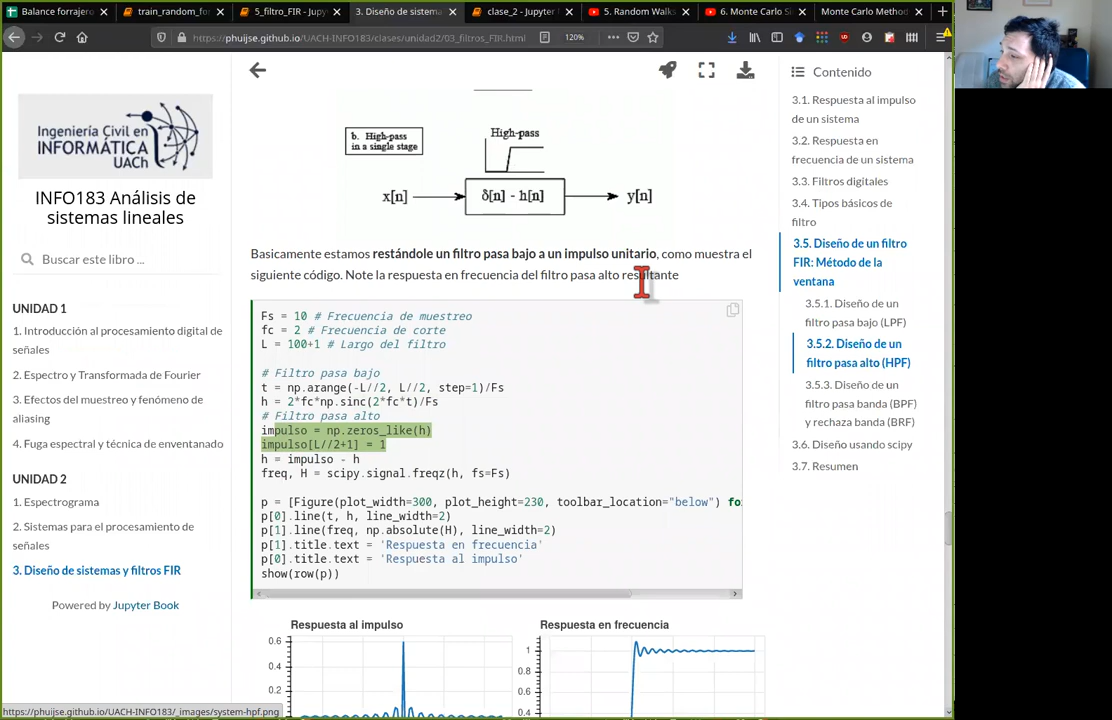 Balance forrajero
train_random_for
5_filtro_FIR - Jupyt
3. Diseño de sistema
clase_2 - Jupyter
5. Random Walks
6. Monte Carlo Si
Monte Carlo Method
https://phuijse.github.io/UACH-INFO183/clases/unidad2/03_filtros_FIR.html
120%
Ingeniería Civil en
INFORMÁTICA
UACh
INFO183 Análisis de
sistemas lineales
Buscar este libro ...
UNIDAD 1
1. Introducción al procesamiento digital de
señales
2. Espectro y Transformada de Fourier
3. Efectos del muestreo y fenómeno de
aliasing
4. Fuga espectral y técnica de enventanado
UNIDAD 2
1. Espectrograma
2. Sistemas para el procesamiento de
señales
3. Diseño de sistemas y filtros FIR
Powered by Jupyter Book
https://phuijse.github.io/UACH-INFO183/_images/system-hpf.png
b. High-pass
in a single stage
High-pass
x[n]
δ[n] - h[n]
y[n]
Basicamente estamos restándole un filtro pasa bajo a un impulso unitario, como muestra el
siguiente código. Note la respuesta en frecuencia del filtro pasa alto resultante
Fs = 10 # Frecuencia de muestreo
fc = 2 # Frecuencia de corte
L = 100+1 # Largo del filtro
# Filtro pasa bajo
t = np.arange(-L//2, L//2, step=1)/Fs
h = 2*fc*np.sinc(2*fc*t)/Fs
# Filtro pasa alto
impulso = np.zeros_like(h)
impulso[L//2+1] = 1
h = impulso - h
freq, H = scipy.signal.freqz(h, fs=Fs)
p = [Figure(plot_width=300, plot_height=230, toolbar_location="below") fo
p[0].line(t, h, line_width=2)
p[1].line(freq, np.absolute(H), line_width=2)
p[1].title.text = 'Respuesta en frecuencia'
p[0].title.text = 'Respuesta al impulso'
show(row(p))
Respuesta al impulso
0.6
0.4
0.2
Respuesta en frecuencia
1
0.8
0.6
0.4
Contenido
3.1. Respuesta al impulso
de un sistema
3.2. Respuesta en
frecuencia de un sistema
3.3. Filtros digitales
3.4. Tipos básicos de
filtro
3.5. Diseño de un filtro
FIR: Método de la
ventana
3.5.1. Diseño de un
filtro pasa bajo (LPF)
3.5.2. Diseño de un
filtro pasa alto (HPF)
3.5.3. Diseño de un
filtro pasa banda (BPF)
y rechaza banda (BRF)
3.6. Diseño usando scipy
3.7. Resumen